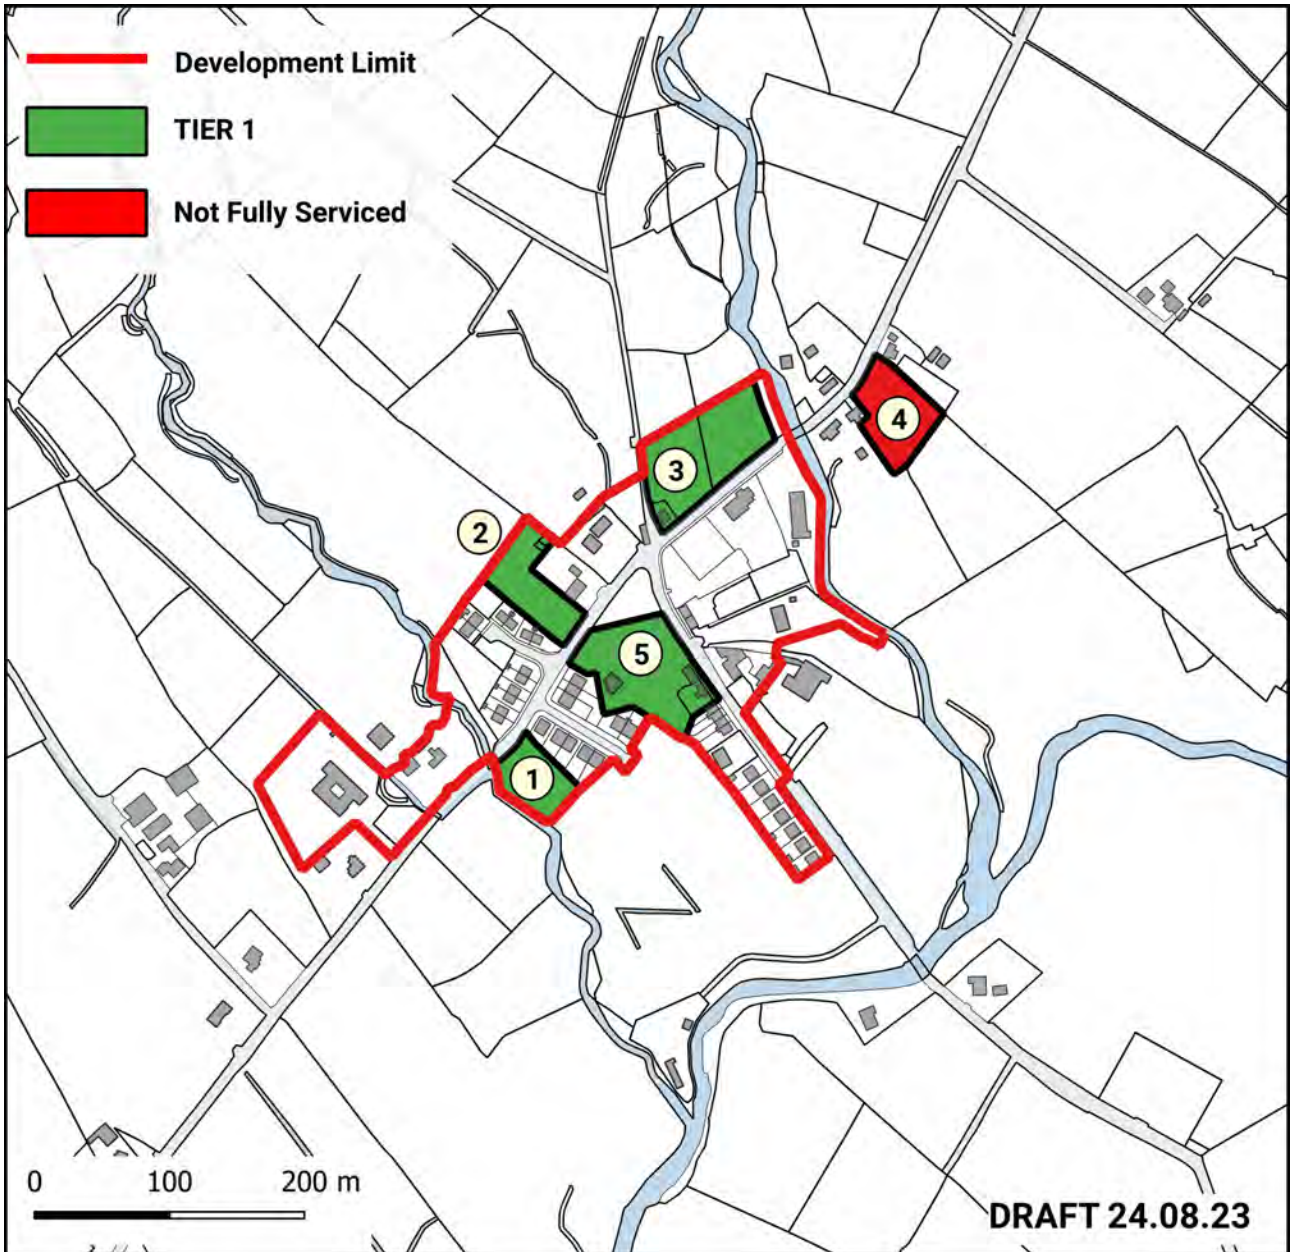 Development Limit
TIER 1
Not Fully Serviced
4
3
2
5
1
0 100 200 m
DRAFT 24.08.23